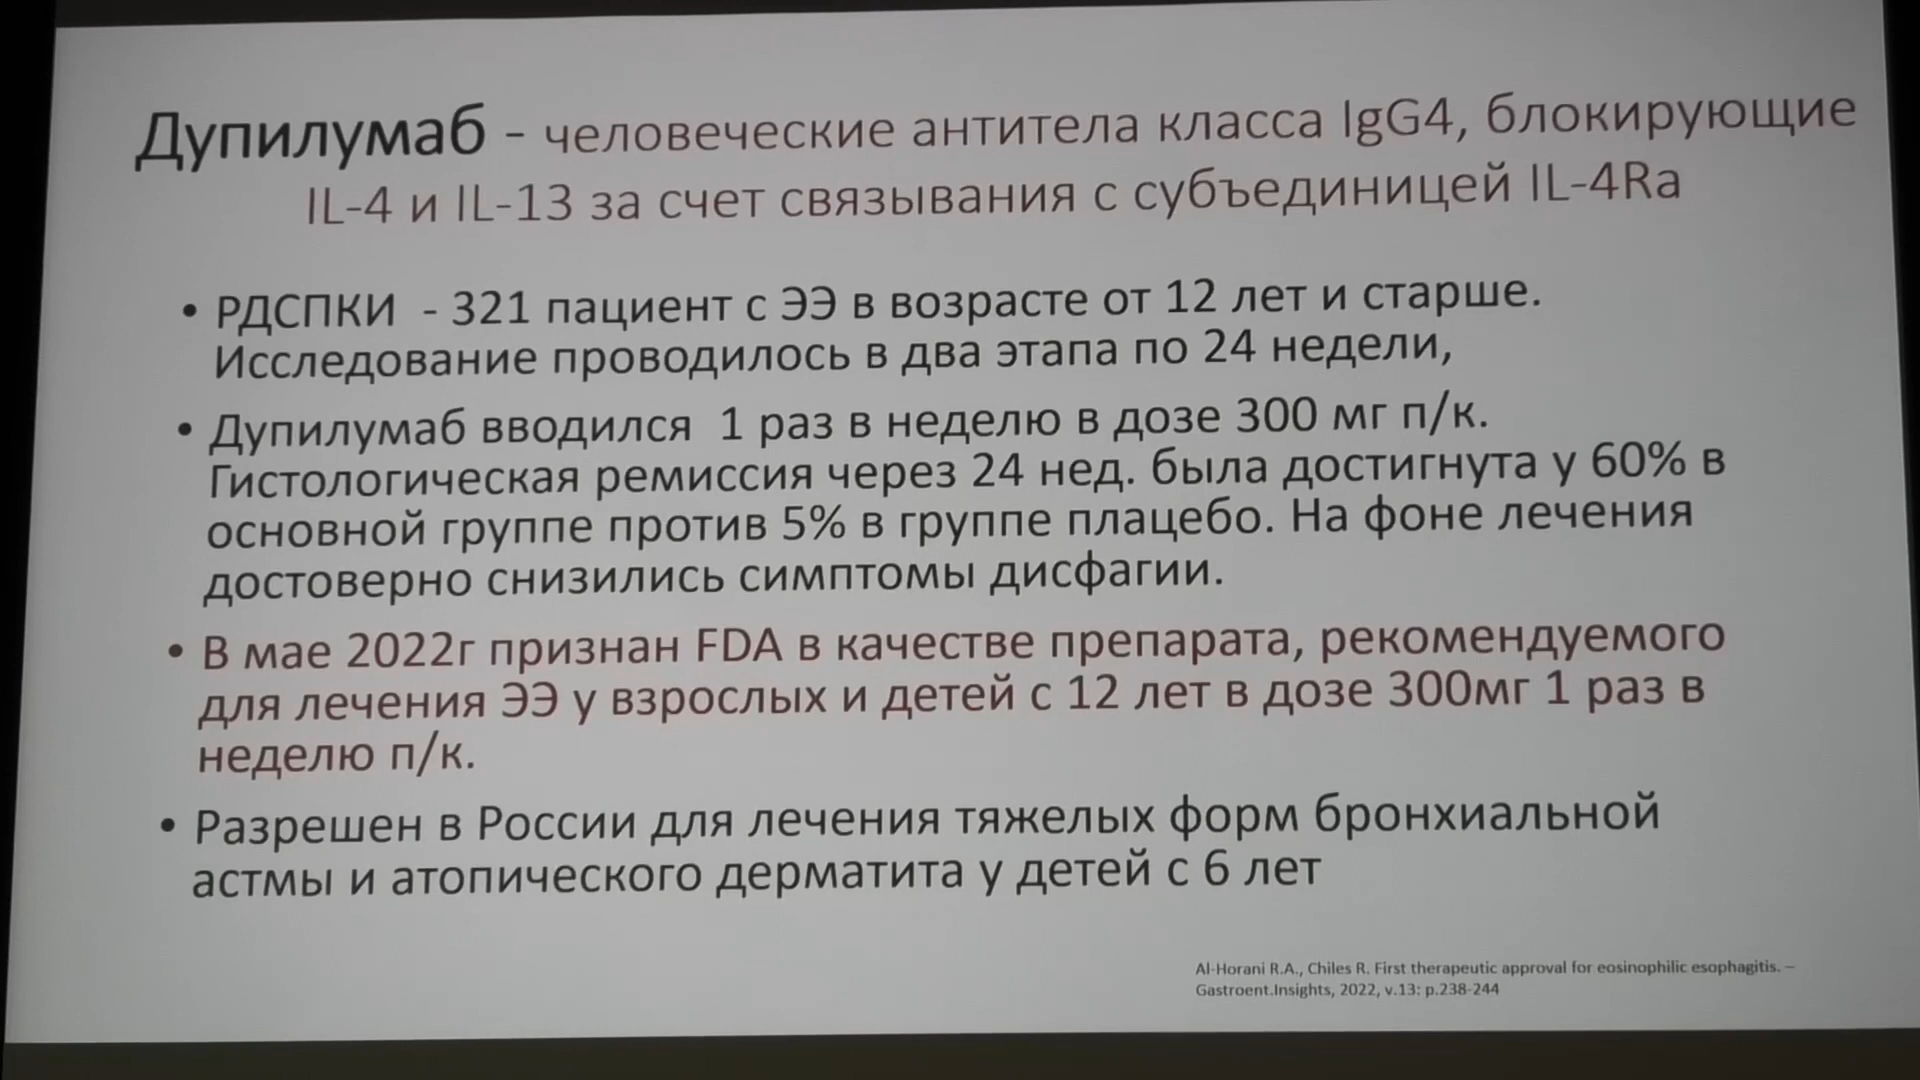 Дупилумаб - человеческие антитела класса IgG4, блокирующие
IL-4 и IL-13 за счет связывания с субъединицей IL-4Ra
• РДСПКИ - 321 пациент с ЭЭ в возрасте от 12 лет и старше.
Исследование проводилось в два этапа по 24 недели,
• Дупилумаб вводился 1 раз в неделю в дозе 300 мг п/к.
Гистологическая ремиссия через 24 нед. была достигнута у 60% в
основной группе против 5% в группе плацебо. На фоне лечения
достоверно снизились симптомы дисфагии.
• В мае 2022г признан FDA в качестве препарата, рекомендуемого
для лечения ЭЭ у взрослых и детей с 12 лет в дозе 300мг 1 раз в
неделю п/к.
• Разрешен в России для лечения тяжелых форм бронхиальной
астмы и атопического дерматита у детей с 6 лет
Al-Horani R.A., Chiles R. First therapeutic approval for eosinophilic esophagitis. –
Gastroent.Insights, 2022, v.13: p.238-244